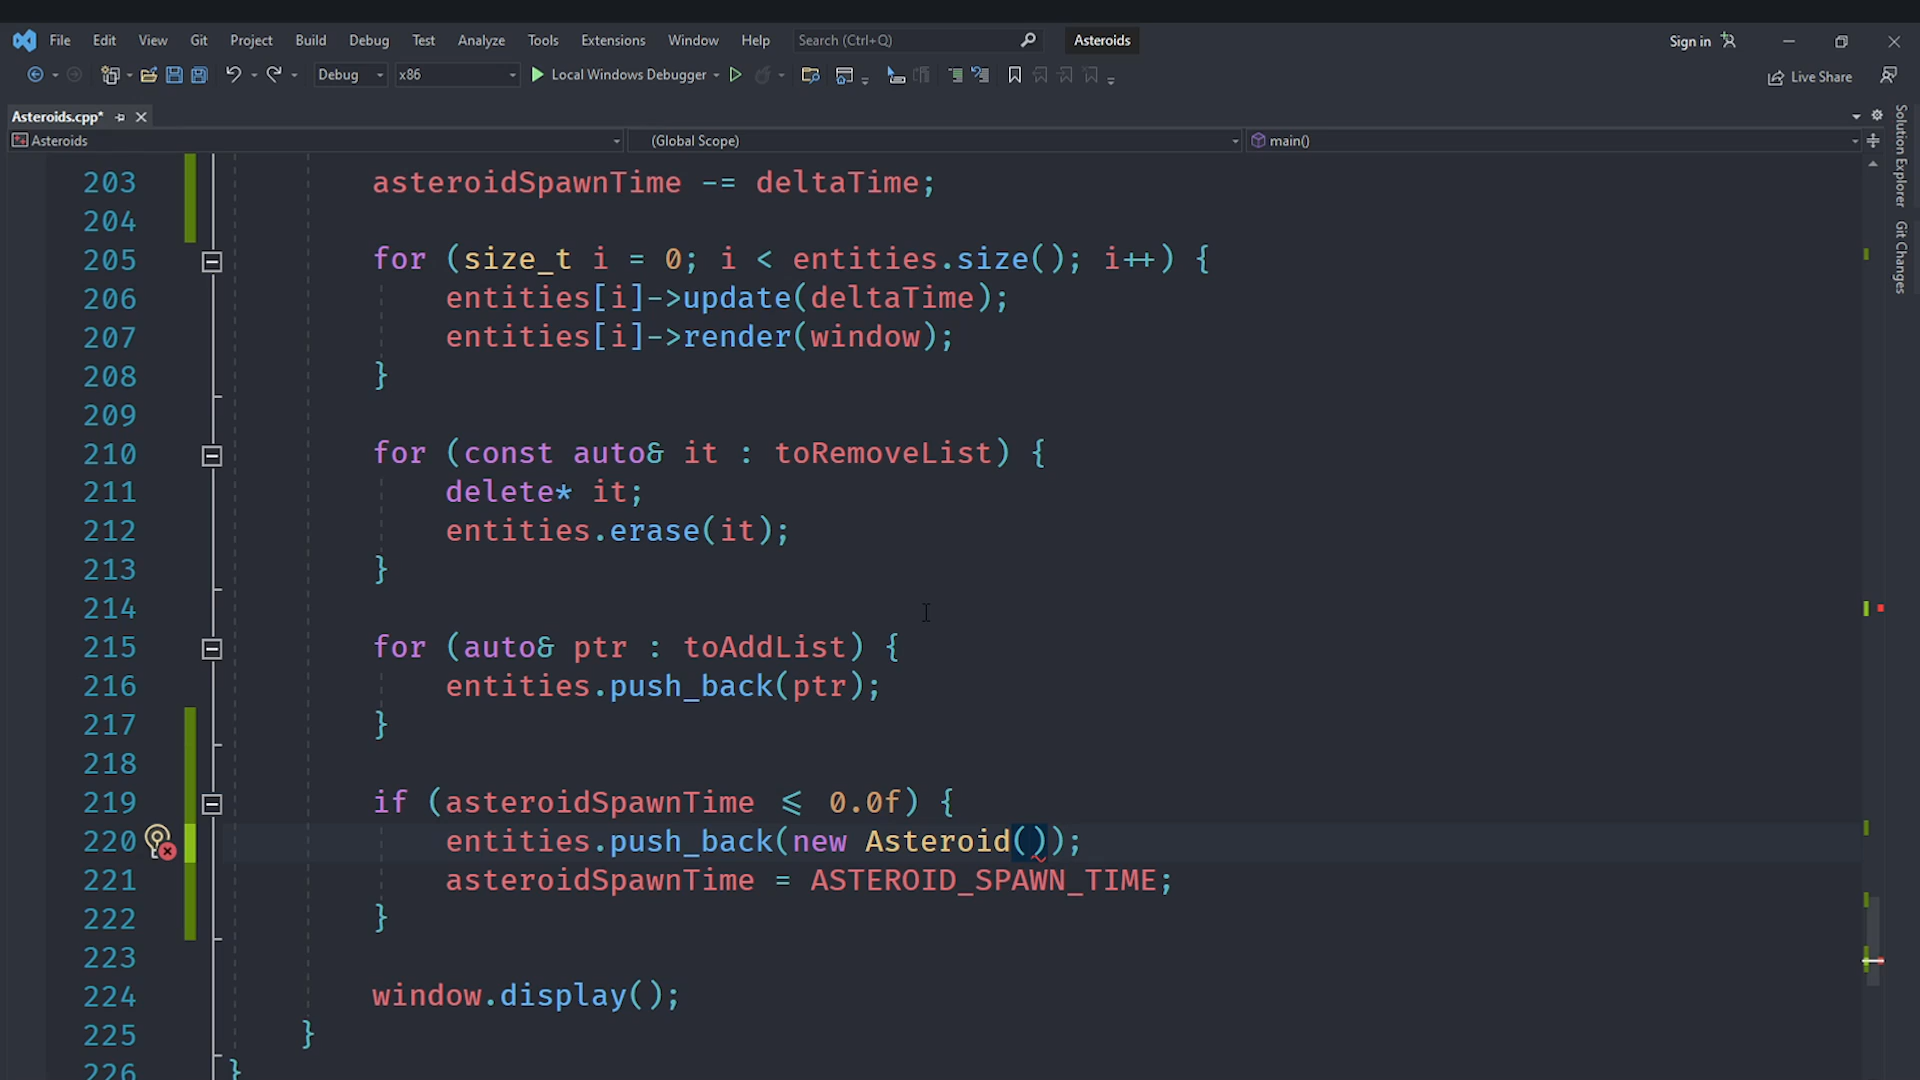 File Edit View Git Project Build Debug Test Analyze Tools Extensions Window Help Search (Ctrl+Q) Asteroids Sign in
Debug x86 Local Windows Debugger Live Share
Asteroids.cpp*
Asteroids (Global Scope) main()
Solution Explorer
Git Changes
203 asteroidSpawnTime -= deltaTime;
204
205 for (size_t i = 0; i < entities.size(); i++) {
206 entities[i]->update(deltaTime);
207 entities[i]->render(window);
208 }
209
210 for (const auto& it : toRemoveList) {
211 delete* it;
212 entities.erase(it);
213 }
214
215 for (auto& ptr : toAddList) {
216 entities.push_back(ptr);
217 }
218
219 if (asteroidSpawnTime <= 0.0f) {
220 entities.push_back(new Asteroid());
221 asteroidSpawnTime = ASTEROID_SPAWN_TIME;
222 }
223
224 window.display();
225 }
226 }